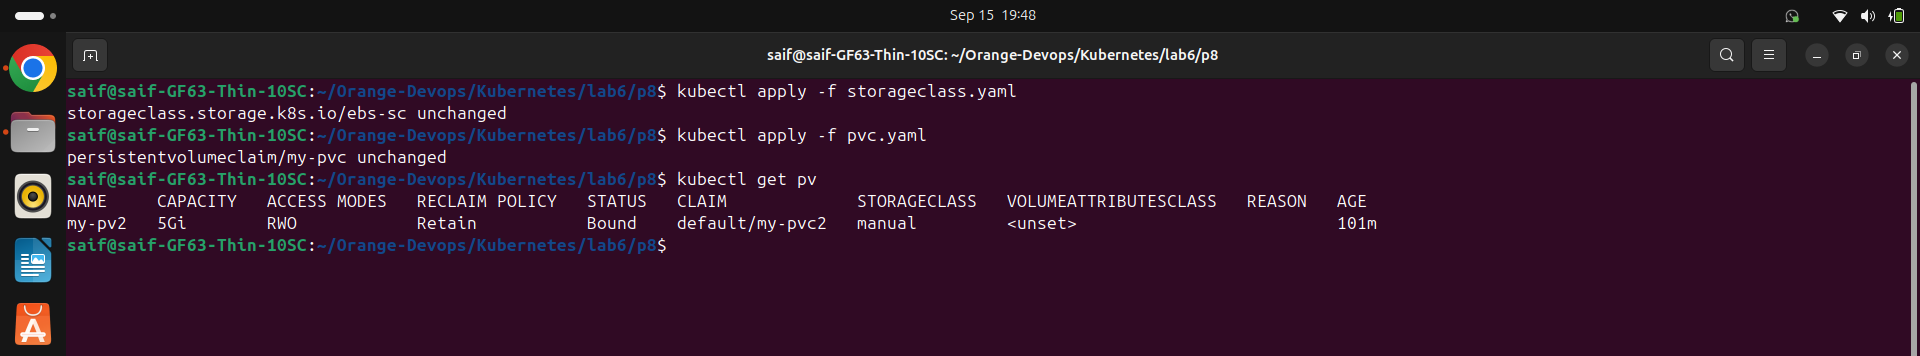 Sep 15 19:48
saif@saif-GF63-Thin-10SC: ~/Orange-Devops/Kubernetes/lab6/p8
saif@saif-GF63-Thin-10SC:~/Orange-Devops/Kubernetes/lab6/p8$ kubectl apply -f storageclass.yaml
storageclass.storage.k8s.io/ebs-sc unchanged
saif@saif-GF63-Thin-10SC:~/Orange-Devops/Kubernetes/lab6/p8$ kubectl apply -f pvc.yaml
persistentvolumeclaim/my-pvc unchanged
saif@saif-GF63-Thin-10SC:~/Orange-Devops/Kubernetes/lab6/p8$ kubectl get pv
NAME     CAPACITY   ACCESS MODES   RECLAIM POLICY   STATUS   CLAIM             STORAGECLASS   VOLUMEATTRIBUTESCLASS   REASON   AGE
my-pv2   5Gi        RWO            Retain           Bound    default/my-pvc2   manual         <unset>                          101m
saif@saif-GF63-Thin-10SC:~/Orange-Devops/Kubernetes/lab6/p8$